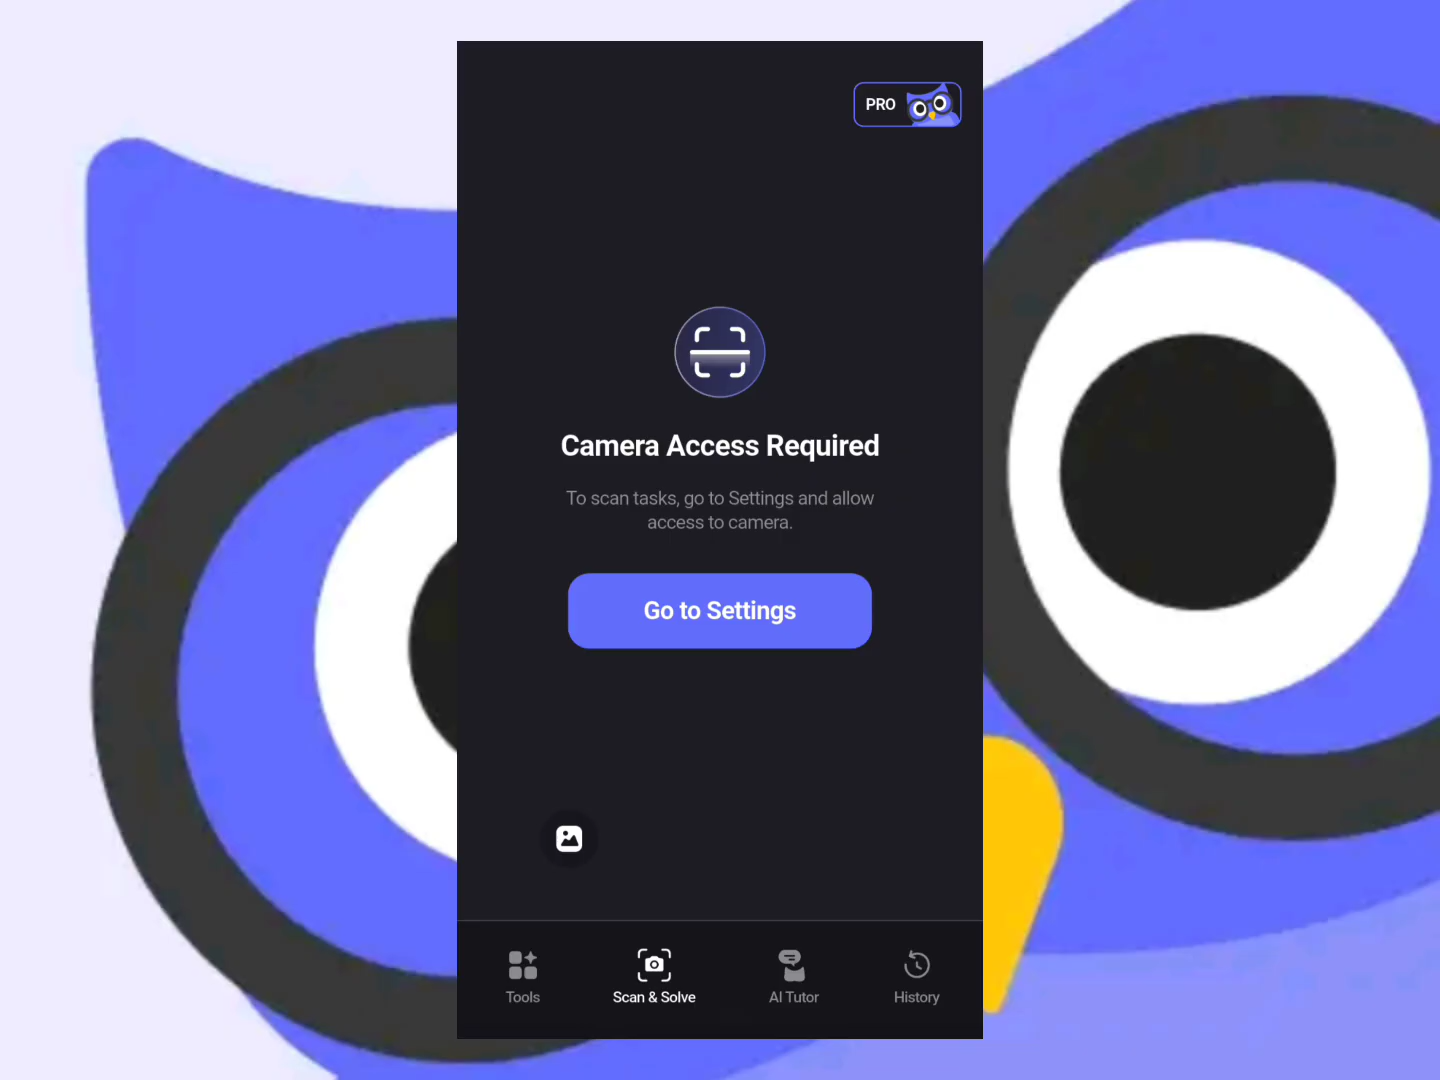 PRO
Camera Access Required
To scan tasks, go to Settings and allow
access to camera.
Go to Settings
Tools
Scan & Solve
AI Tutor
History